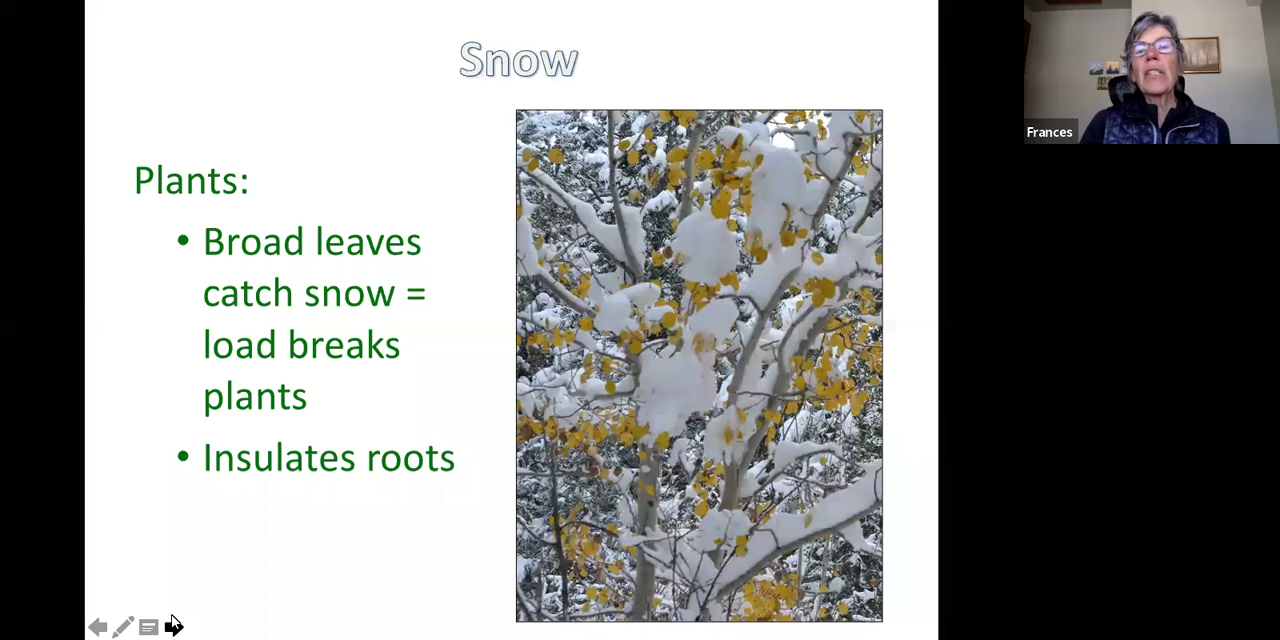 Snow
Frances
Plants:
• Broad leaves
catch snow =
load breaks
plants
• Insulates roots